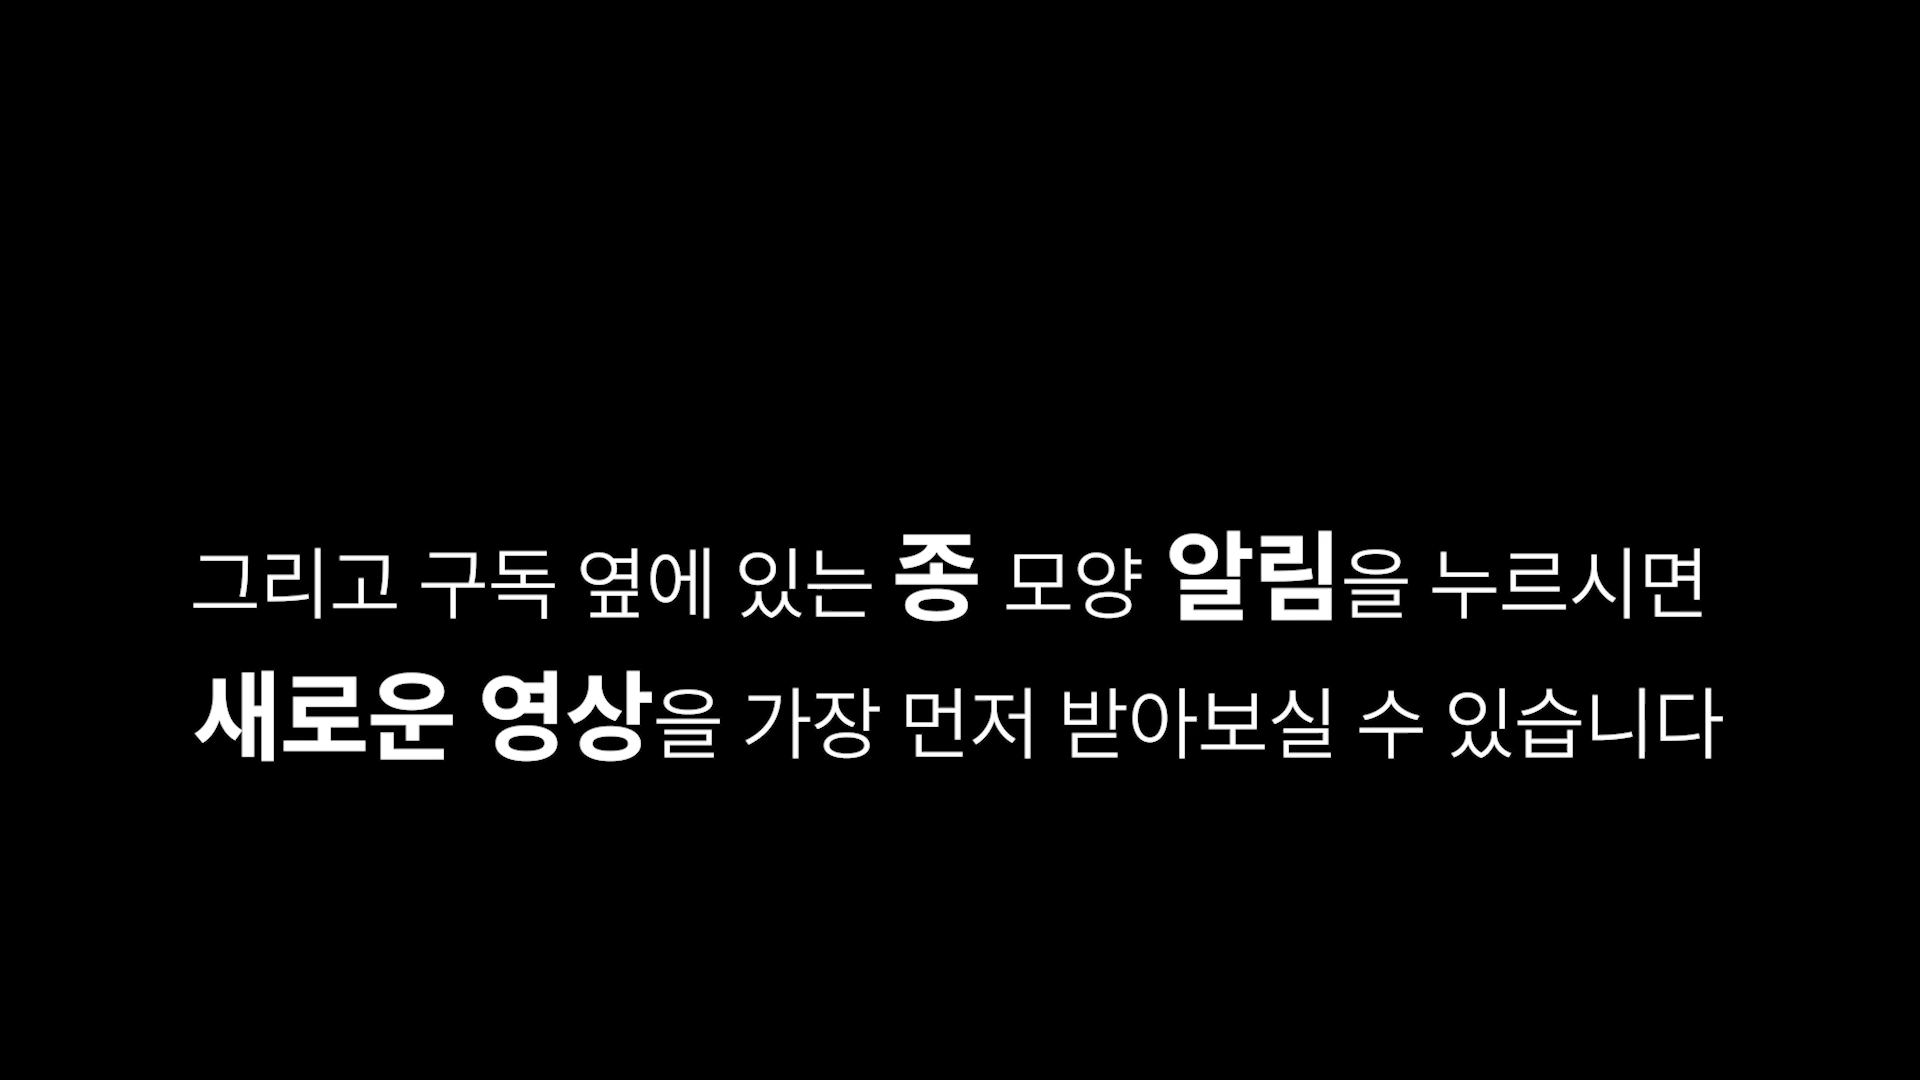 그리고 구독 옆에 있는 종 모양 알림을 누르시면
새로운 영상을 가장 먼저 받아보실 수 있습니다